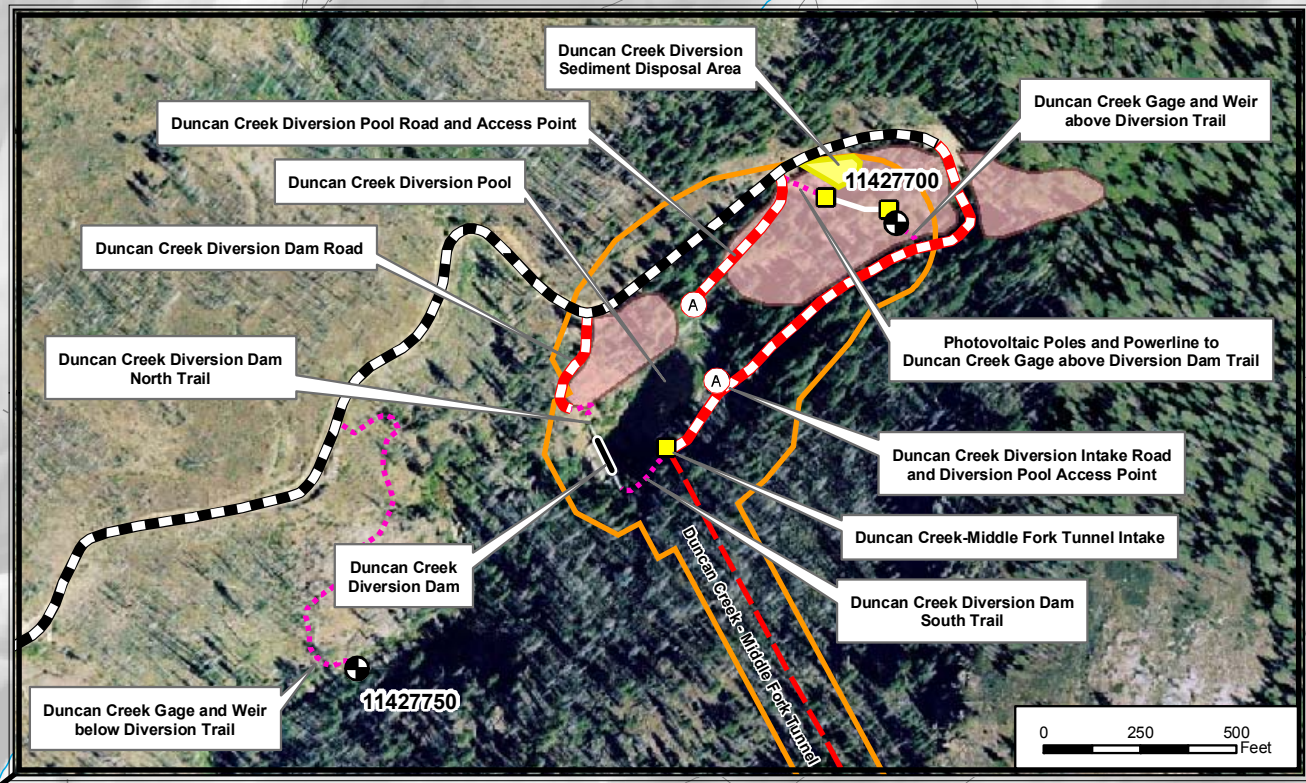 Duncan Creek Diversion
Sediment Disposal Area
Duncan Creek Gage and Weir
above Diversion Trail
Duncan Creek Diversion Pool Road and Access Point
11427700
Duncan Creek Diversion Pool
Duncan Creek Diversion Dam Road
A
Photovoltaic Poles and Powerline to
Duncan Creek Gage above Diversion Dam Trail
Duncan Creek Diversion Dam
North Trail
A
Duncan Creek Diversion Intake Road
and Diversion Pool Access Point
Duncan Creek-Middle Fork Tunnel Intake
Duncan Creek
Diversion Dam
Duncan Creek - Middle Fork Tunnel
Duncan Creek Diversion Dam
South Trail
11427750
Duncan Creek Gage and Weir
below Diversion Trail
0 250 500
Feet